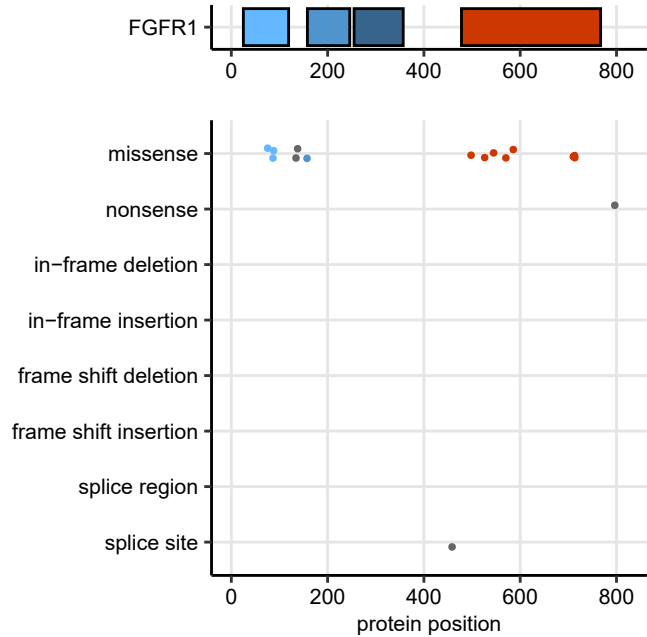 FGFR1
0 200 400 600 800
missense
nonsense
in−frame deletion
in−frame insertion
frame shift deletion
frame shift insertion
splice region
splice site
0 200 400 600 800
protein position